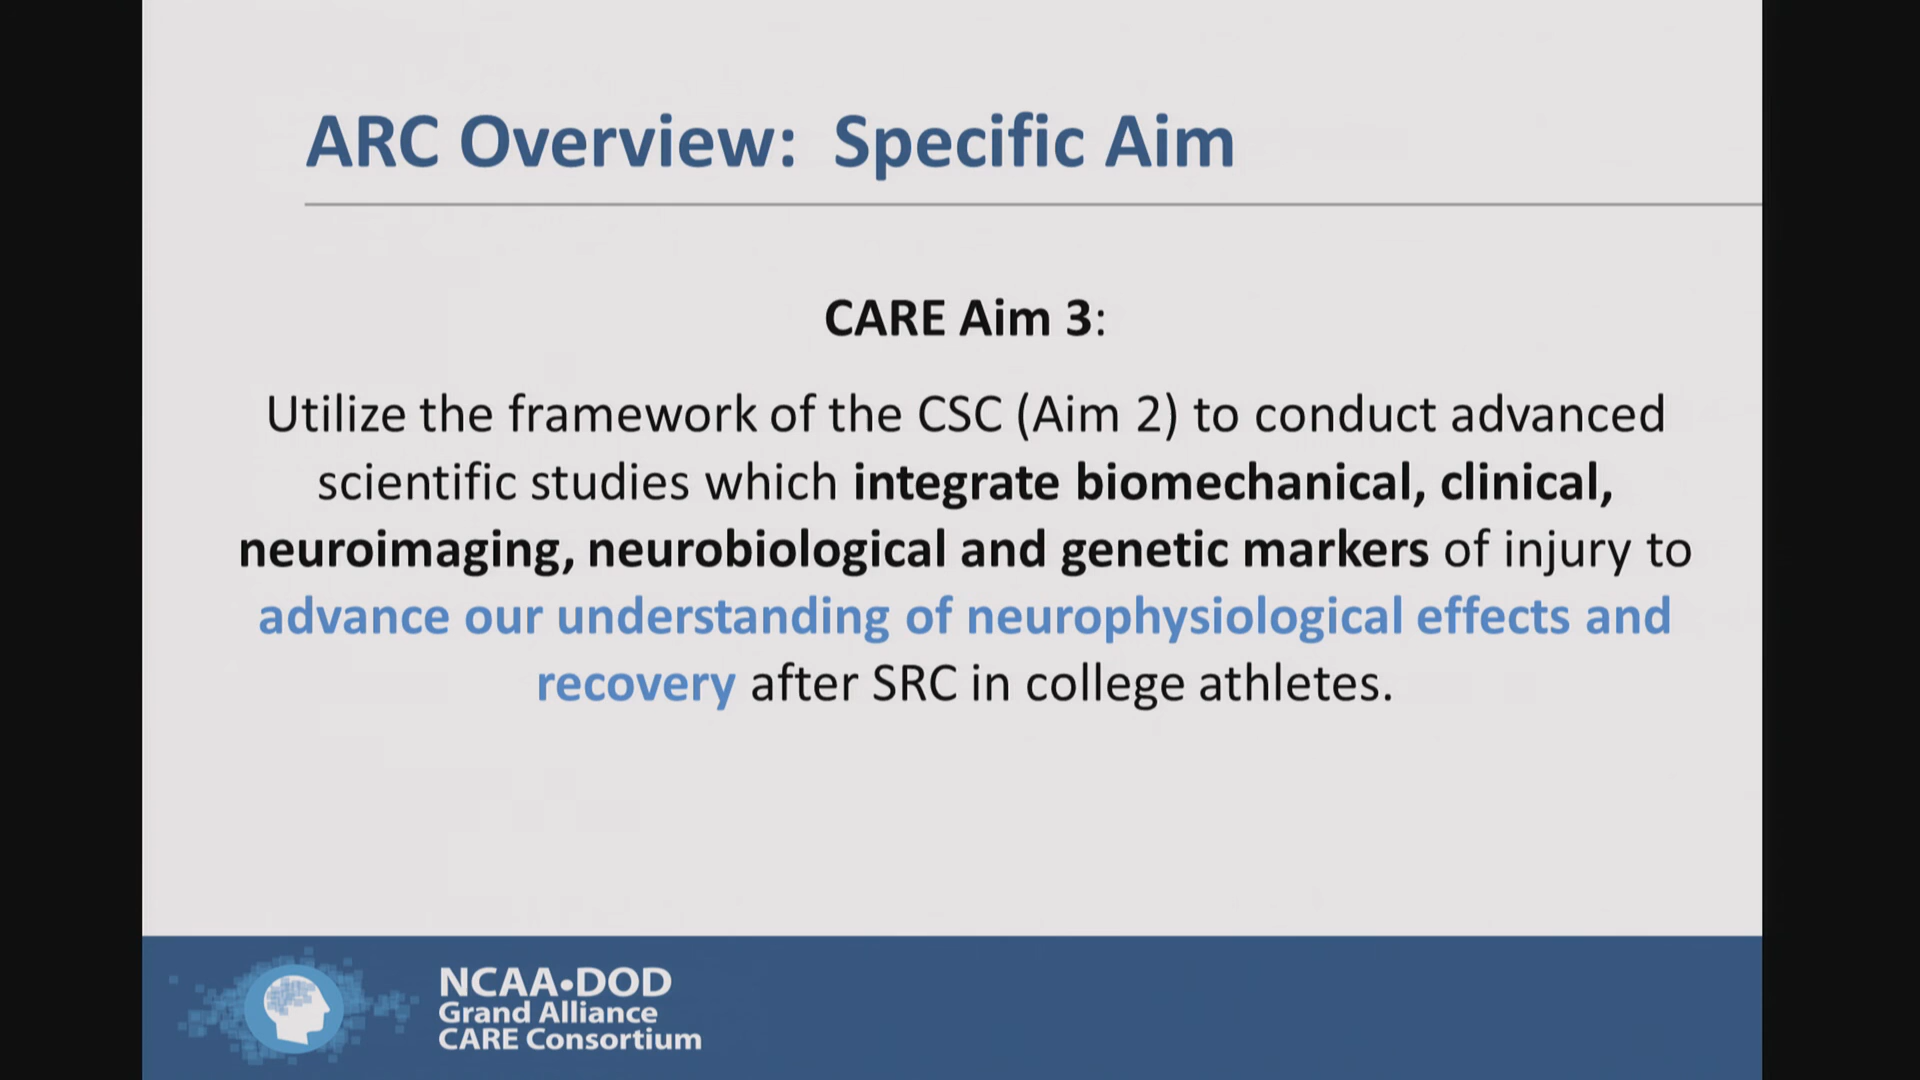 ARC Overview:  Specific Aim
CARE Aim 3:
Utilize the framework of the CSC (Aim 2) to conduct advanced
scientific studies which integrate biomechanical, clinical,
neuroimaging, neurobiological and genetic markers of injury to
advance our understanding of neurophysiological effects and
recovery after SRC in college athletes.
NCAA•DOD
Grand Alliance
CARE Consortium